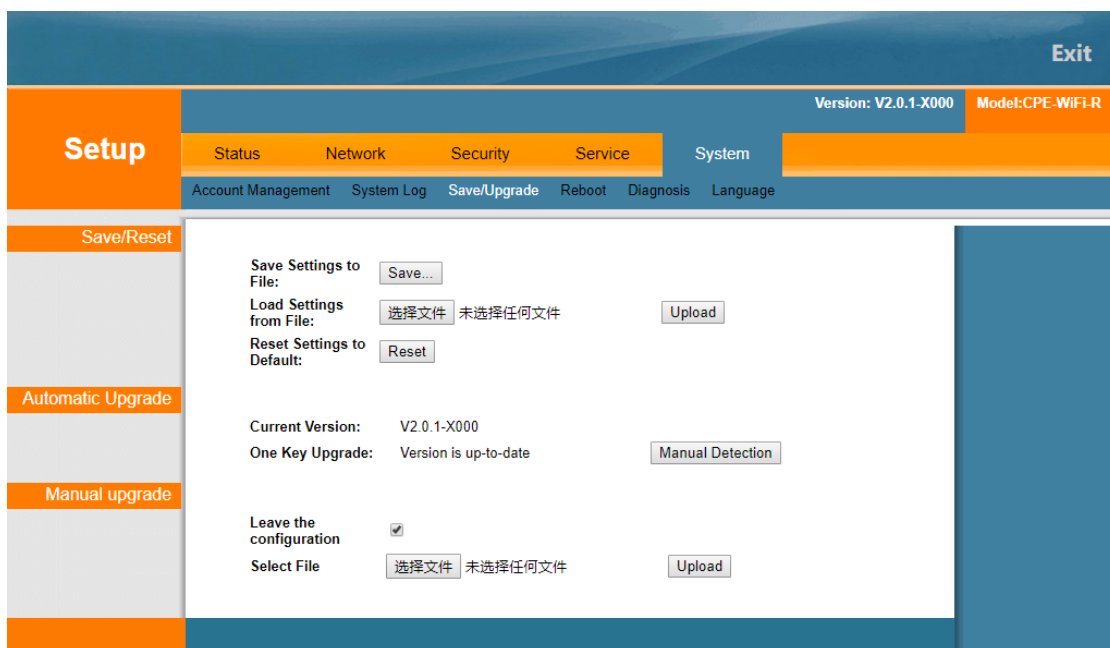 Exit
Version: V2.0.1-X000 Model:CPE-WiFi-R
Setup
Status Network Security Service System
Account Management System Log Save/Upgrade Reboot Diagnosis Language
Save/Reset
Save Settings to
File:
Save...
Load Settings
from File:
选择文件 未选择任何文件 Upload
Reset Settings to
Default:
Reset
Automatic Upgrade
Current Version: V2.0.1-X000
One Key Upgrade: Version is up-to-date Manual Detection
Manual upgrade
Leave the
configuration
Select File 选择文件 未选择任何文件 Upload